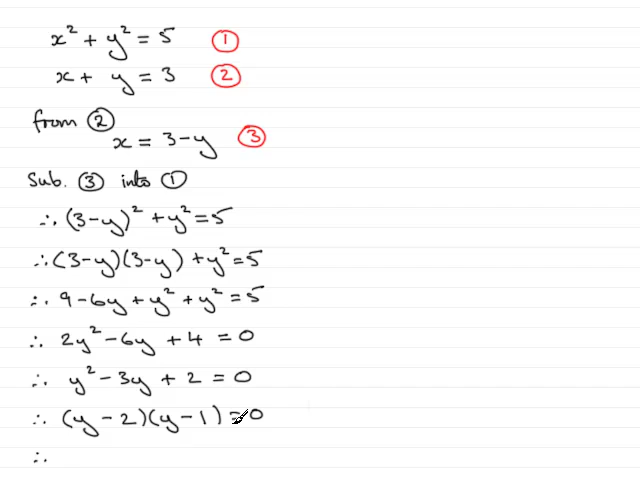 x² + y² = 5 ①
x + y = 3 ②
from ②
x = 3 - y ③
Sub. ③ into ①
∴ (3 - y)² + y² = 5
∴ (3 - y)(3 - y) + y² = 5
∴ 9 - 6y + y² + y² = 5
∴ 2y² - 6y + 4 = 0
∴ y² - 3y + 2 = 0
∴ (y - 2)(y - 1) = 0
∴